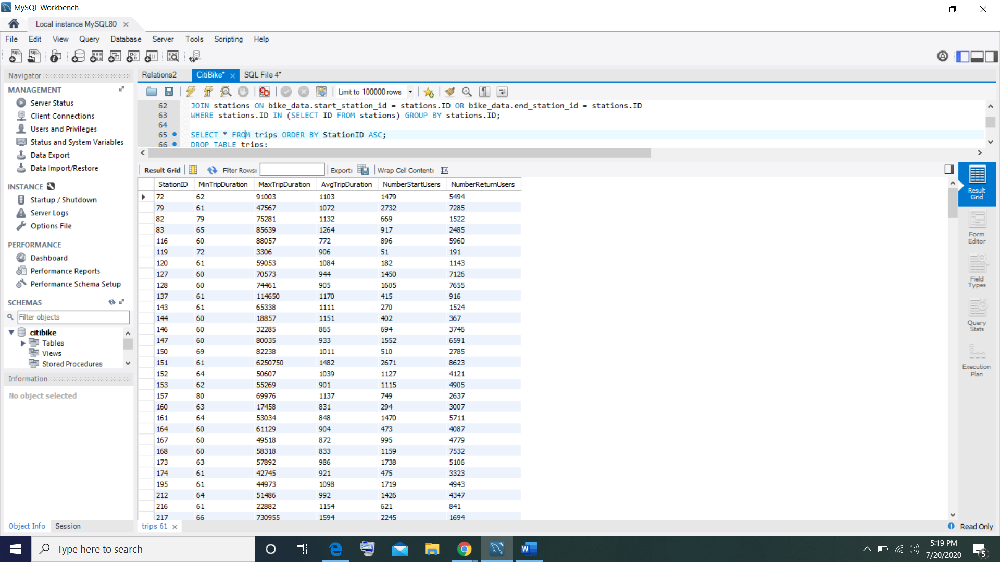 MySQL Workbench
Local instance MySQL80
File Edit View Query Database Server Tools Scripting Help
Navigator
MANAGEMENT
Server Status
Client Connections
Users and Privileges
Status and System Variables
Data Export
Data Import/Restore
INSTANCE
Startup / Shutdown
Server Logs
Options File
PERFORMANCE
Dashboard
Performance Reports
Performance Schema Setup
SCHEMAS
Filter objects
citibike
Tables
Views
Stored Procedures
Information
No object selected
Object Info Session
Relations2 CitiBike* SQL File 4*
Limit to 100000 rows
62 JOIN stations ON bike_data.start_station_id = stations.ID OR bike_data.end_station_id = stations.ID
63 WHERE stations.ID IN (SELECT ID FROM stations) GROUP BY stations.ID;
64
65 SELECT * FROM trips ORDER BY StationID ASC;
66 DROP TABLE trips;
Result Grid Filter Rows: Export: Wrap Cell Content:
StationID MinTripDuration MaxTripDuration AvgTripDuration NumberStartUsers NumberReturnUsers
72 62 91003 1103 1479 5494
79 61 47567 1072 2732 7285
82 79 75281 1132 669 1522
83 65 85639 1264 917 2485
116 60 88057 772 896 5960
119 72 3306 906 51 191
120 61 59053 1084 182 1143
127 60 70573 944 1450 7126
128 60 74461 905 1605 7655
137 61 114650 1170 415 916
143 61 65338 1111 270 1524
144 60 18857 1151 402 367
146 60 32285 865 694 3746
147 60 80035 933 1552 6591
150 69 82238 1011 510 2785
151 61 6250750 1482 2671 8623
152 64 50607 1039 1127 4121
153 62 55269 901 1115 4905
157 80 69976 1137 749 2637
160 63 17458 831 294 3007
161 64 53034 848 1470 5711
164 60 61129 904 473 4087
167 60 49518 872 995 4779
168 60 58318 833 1159 7532
173 63 57892 986 1738 5106
174 61 42745 921 475 3323
195 61 44973 1098 1719 4943
212 64 51486 992 1426 4347
216 61 22882 1154 621 841
217 66 730955 1594 2245 1694
Result
Grid
Form
Editor
Field
Types
Query
Stats
Execution
Plan
trips 61
Read Only
Type here to search
5:19 PM
7/20/2020
5